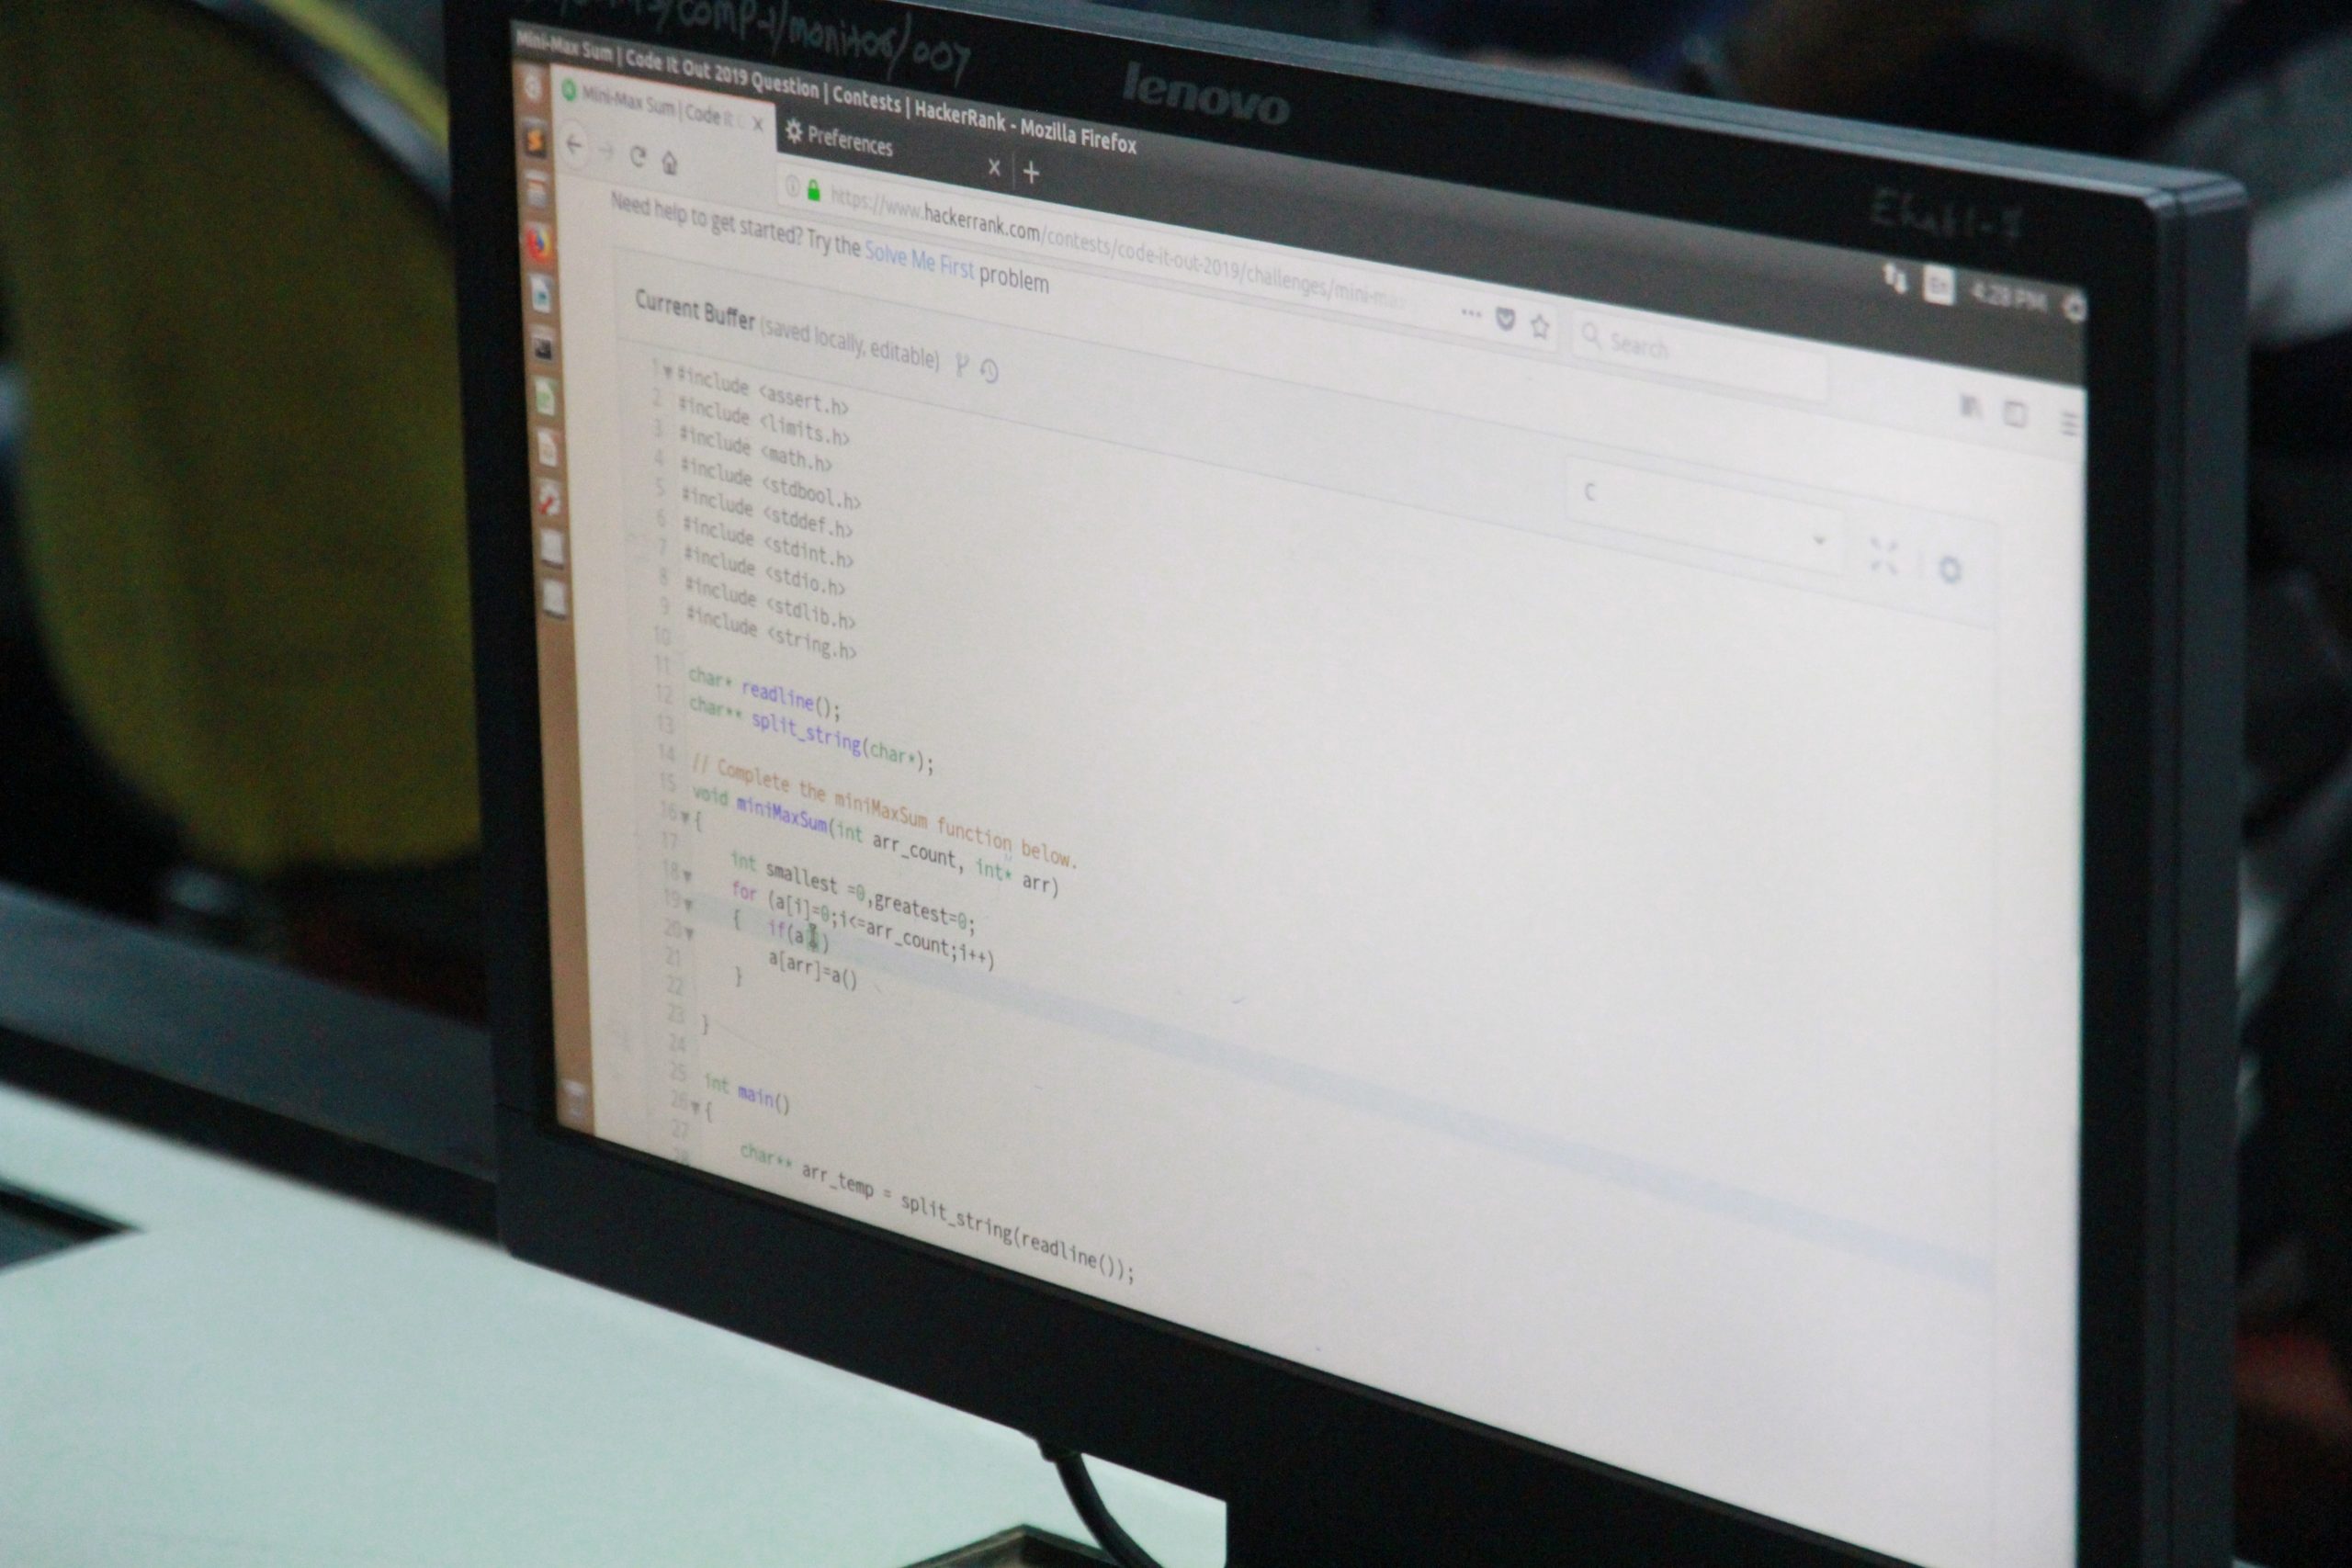 /comp-1/monitor/007
lenovo
Mini-Max Sum | Code It Out 2019 Question | Contests | HackerRank - Mozilla Firefox
4:29 PM
Mini-Max Sum | Code It
Preferences
https://www.hackerrank.com/contests/code-it-out-2019/challenges/mini-ma
Search
Need help to get started? Try the Solve Me First problem
Current Buffer (saved locally, editable)
C
1 #include <assert.h>
2 #include <limits.h>
3 #include <math.h>
4 #include <stdbool.h>
5 #include <stddef.h>
6 #include <stdint.h>
7 #include <stdio.h>
8 #include <stdlib.h>
9 #include <string.h>
10
11 char* readline();
12 char** split_string(char*);
13
14 // Complete the miniMaxSum function below.
15 void miniMaxSum(int arr_count, int* arr)
16 {
17 int smallest =0,greatest=0;
18 for (a[i]=0;i<=arr_count;i++)
19 { if(a )
20 a[arr]=a()
21 }
22
23 }
24
25 int main()
26 {
27 char** arr_temp = split_string(readline());
28